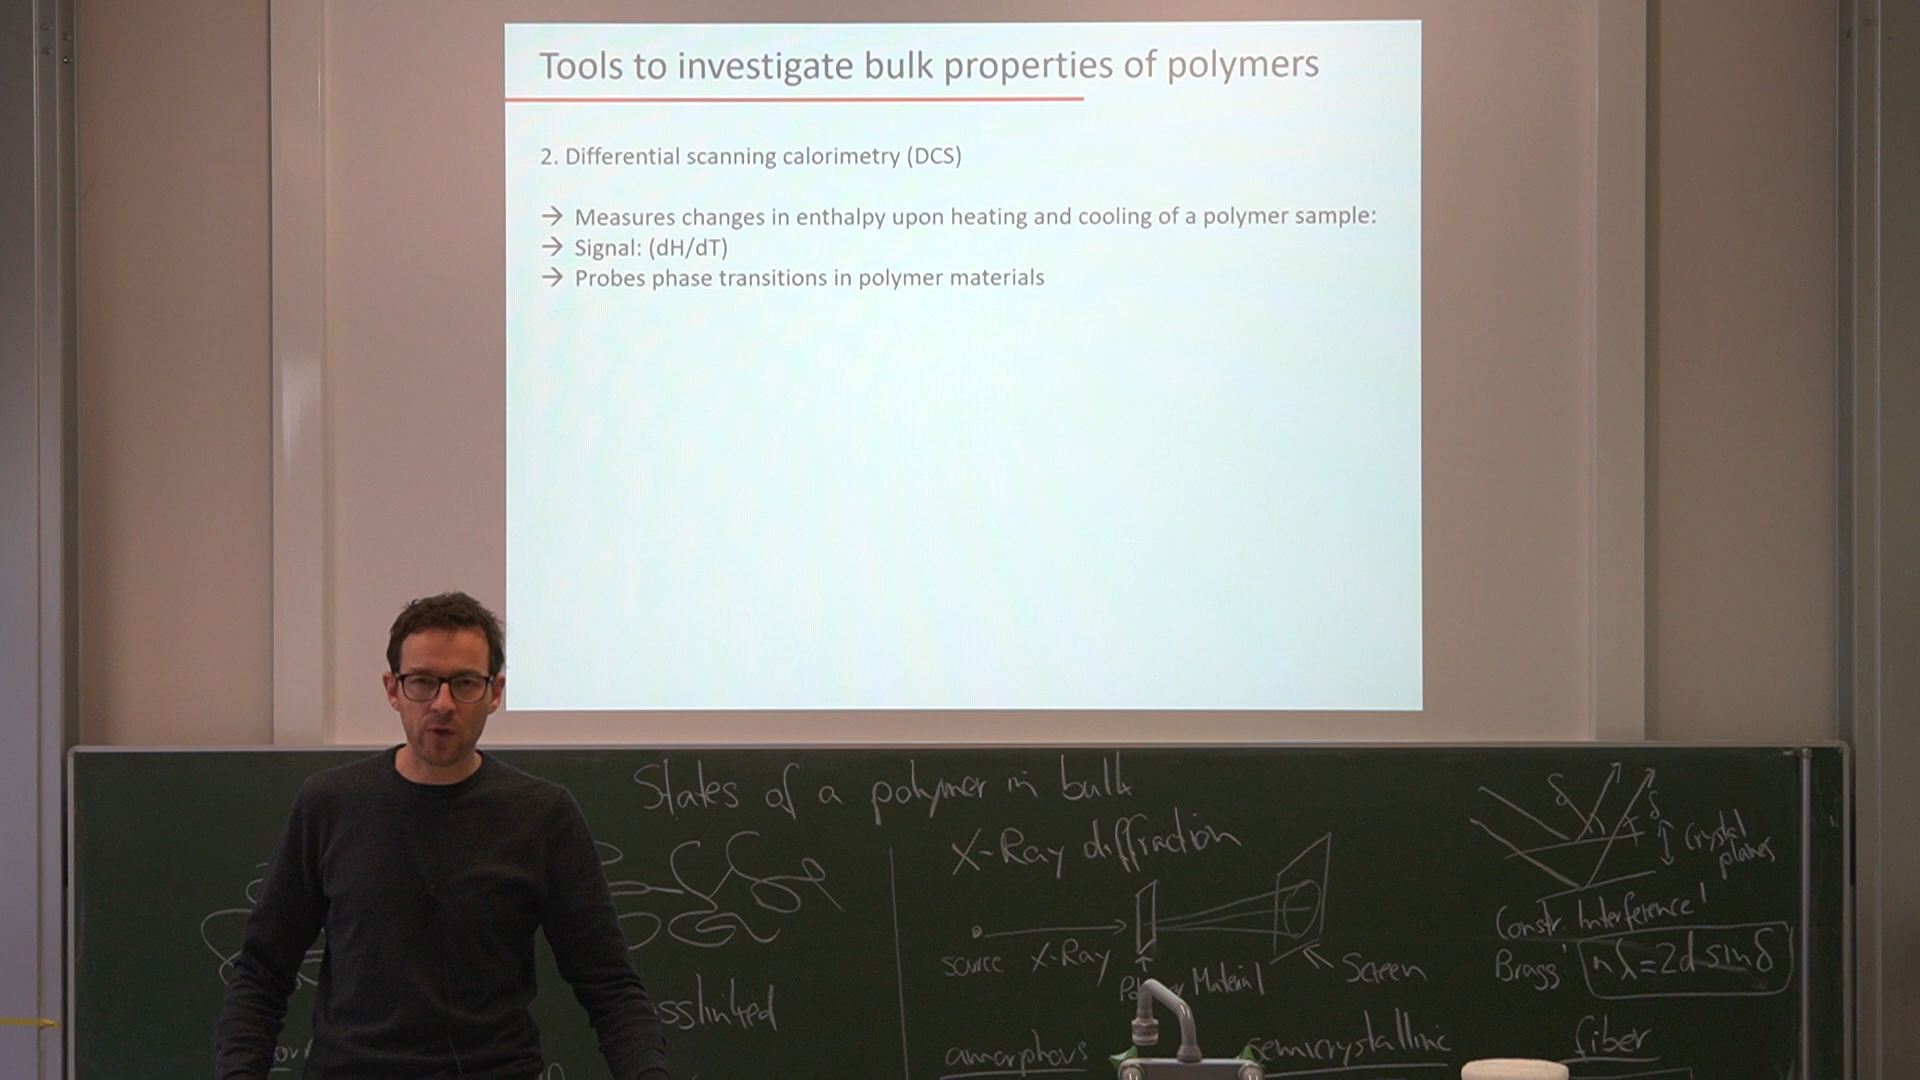 Tools to investigate bulk properties of polymers
2. Differential scanning calorimetry (DCS)
→ Measures changes in enthalpy upon heating and cooling of a polymer sample:
→ Signal: (dH/dT)
→ Probes phase transitions in polymer materials
States of a polymer in bulk
X-Ray diffraction
source X-Ray
Material
Screen
amorphous
semicrystalline
fiber
δ
δ
Crystal
planes
Constr. Interference!
Bragg
nλ=2d sinδ